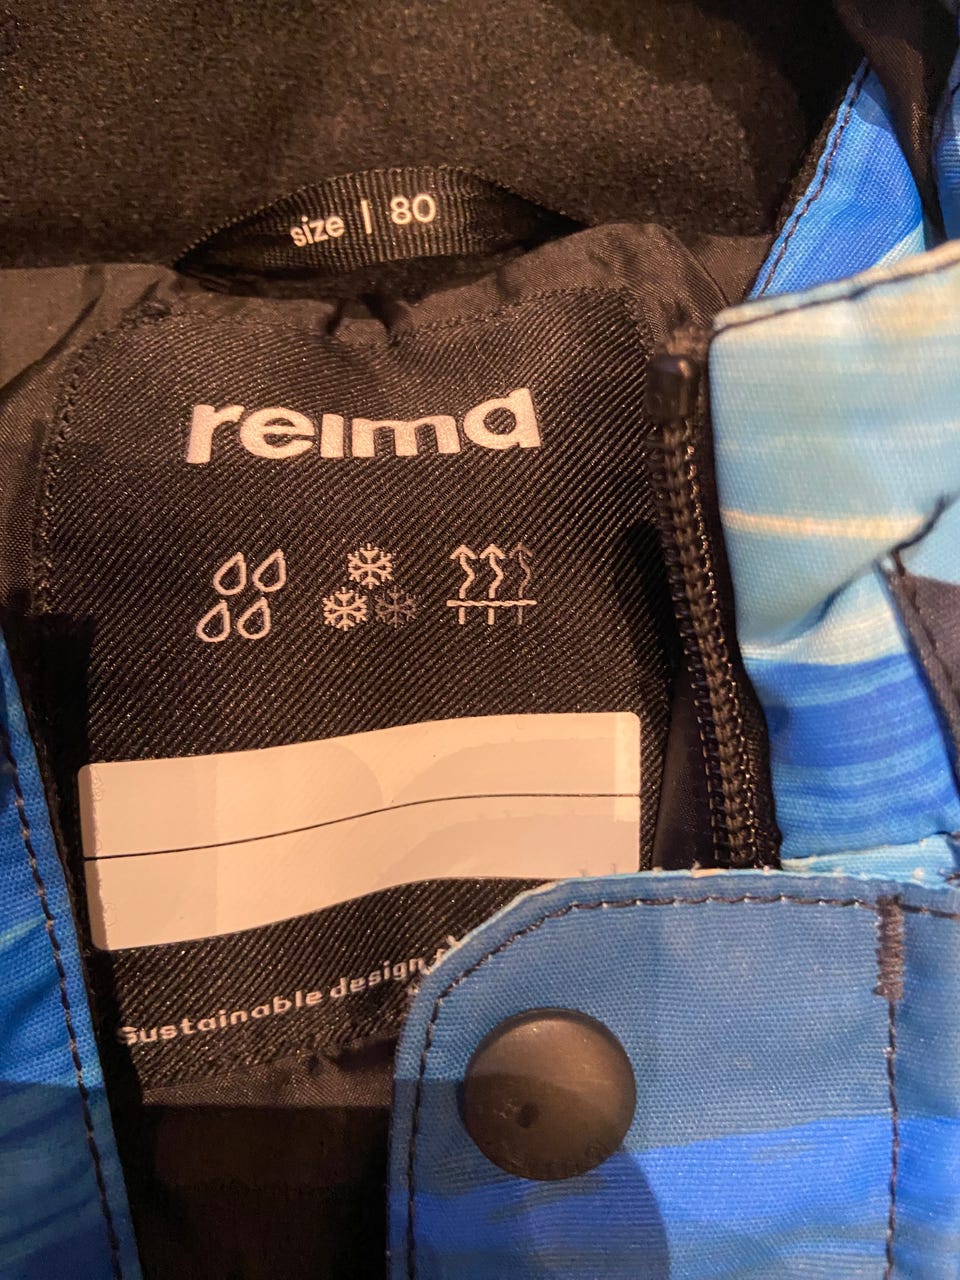 size | 80
reima
Sustainable design